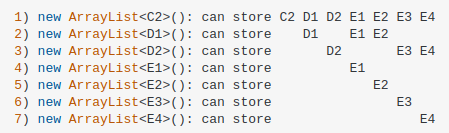 1) new ArrayList<C2>(): can store C2 D1 D2 E1 E2 E3 E4
2) new ArrayList<D1>(): can store    D1    E1 E2
3) new ArrayList<D2>(): can store       D2       E3 E4
4) new ArrayList<E1>(): can store          E1
5) new ArrayList<E2>(): can store             E2
6) new ArrayList<E3>(): can store                E3
7) new ArrayList<E4>(): can store                   E4